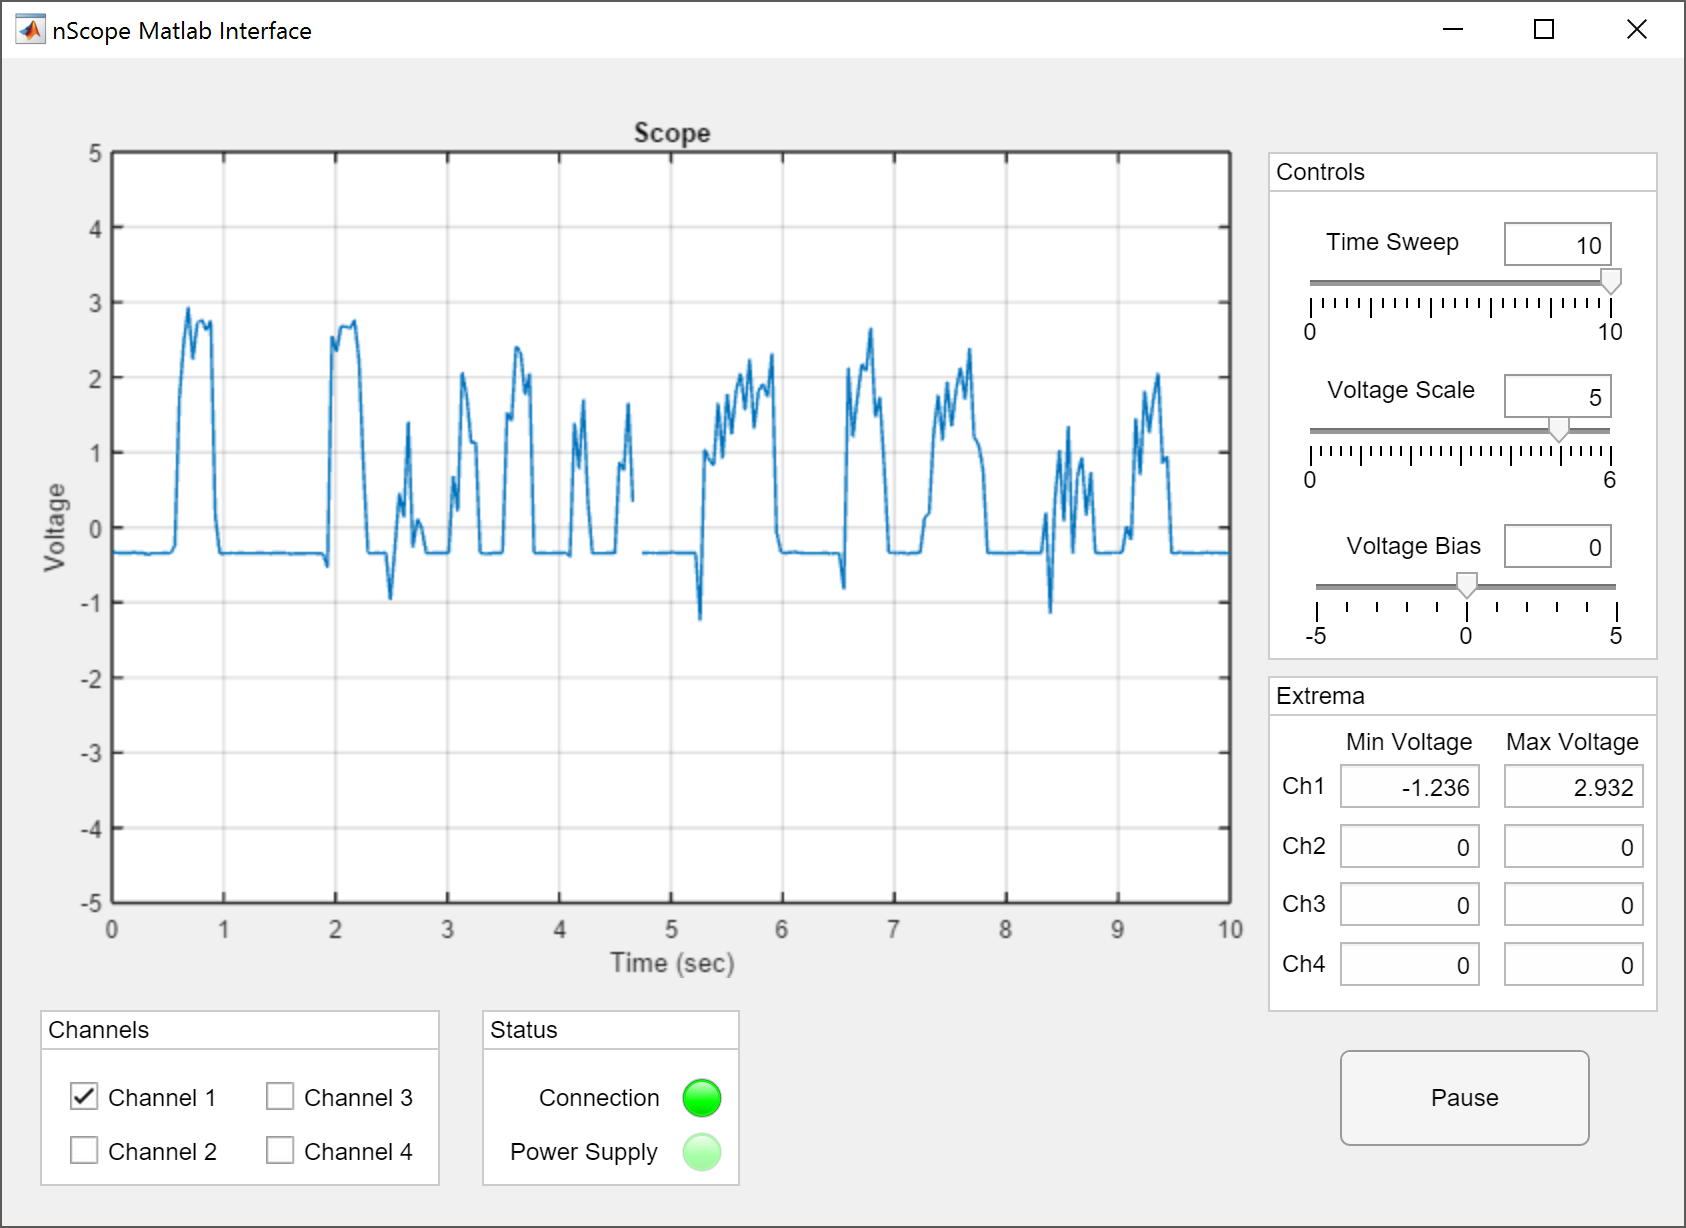 nScope Matlab Interface
Scope
5
4
3
2
1
0
-1
-2
-3
-4
-5
Voltage
0 1 2 3 4 5 6 7 8 9 10
Time (sec)
Controls
Time Sweep 10
0 10
Voltage Scale 5
0 6
Voltage Bias 0
-5 0 5
Extrema
Min Voltage Max Voltage
Ch1 -1.236 2.932
Ch2 0 0
Ch3 0 0
Ch4 0 0
Channels
Channel 1 Channel 3
Channel 2 Channel 4
Status
Connection
Power Supply
Pause